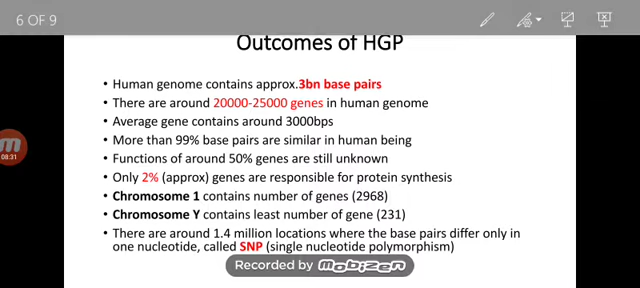 6 OF 9
Outcomes of HGP
• Human genome contains approx.3bn base pairs
• There are around 20000-25000 genes in human genome
• Average gene contains around 3000bps
• More than 99% base pairs are similar in human being
• Functions of around 50% genes are still unknown
• Only 2% (approx) genes are responsible for protein synthesis
• Chromosome 1 contains number of genes (2968)
• Chromosome Y contains least number of gene (231)
• There are around 1.4 million locations where the base pairs differ only in
one nucleotide, called SNP (single nucleotide polymorphism)
m
08:31
Recorded by mobizen